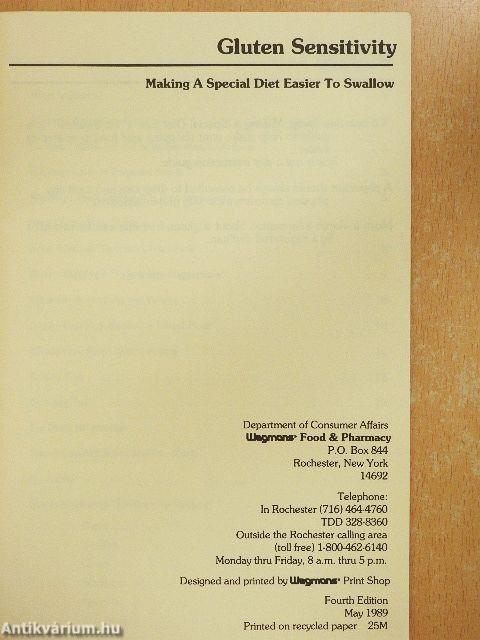 Gluten Sensitivity
Making A Special Diet Easier To Swallow
Department of Consumer Affairs
Wegmans® Food & Pharmacy
P.O. Box 844
Rochester, New York
14692
Telephone:
In Rochester (716) 464-4760
TDD 328-8360
Outside the Rochester calling area
(toll free) 1-800-462-6140
Monday thru Friday, 8 a.m. thru 5 p.m.
Designed and printed by Wegmans® Print Shop
Fourth Edition
May 1989
Printed on recycled paper 25M
Antikvárium.hu